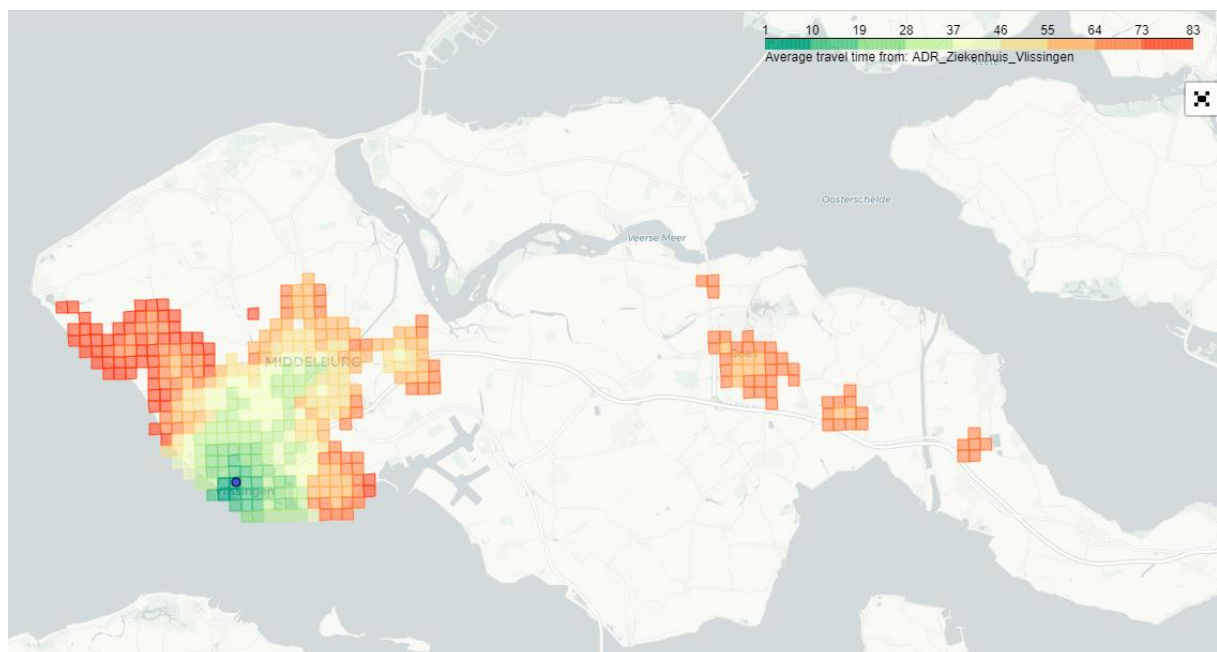 1 10 19 28 37 46 55 64 73 83
Average travel time from: ADR_Ziekenhuis_Vlissingen
Oosterschelde
Veerse Meer
Goes
MIDDELBURG
Vlissingen